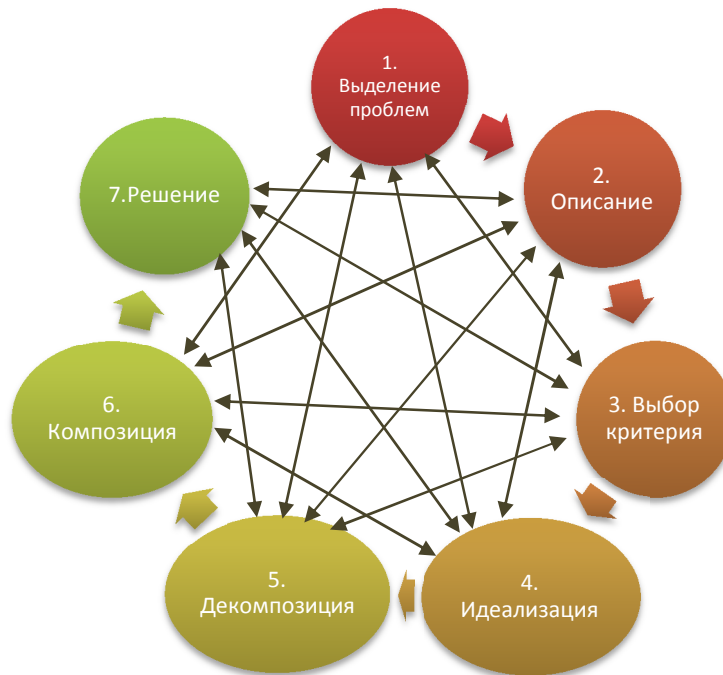 1.
Выделение
проблем
2.
Описание
3. Выбор
критерия
4.
Идеализация
5.
Декомпозиция
6.
Композиция
7.Решение